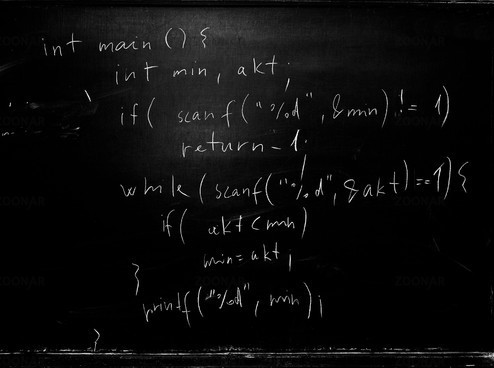 int main () {
int min, akt;
if( scanf("%d", &min) != 1)
return -1;
while (scanf("%d", &akt) == 1) {
if( akt < min)
min = akt;
}
printf("%d", min);
}